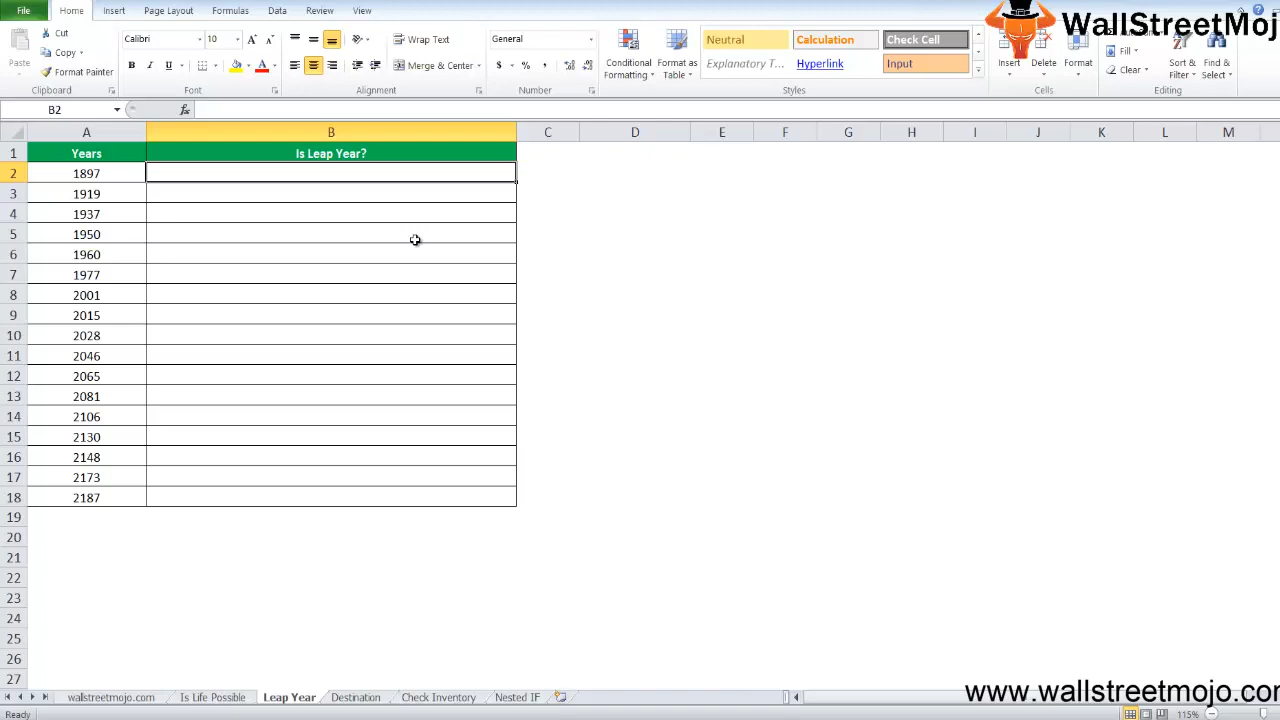 File Home Insert Page Layout Formulas Data Review View
WallStreetMoj
Cut
Copy
Format Painter
Paste
Clipboard
Calibri 10
B I U
Font
Wrap Text
Merge & Center
Alignment
General
$ % ,
Number
Conditional Formatting
Format as Table
Neutral Calculation Check Cell
Explanatory T... Hyperlink Input
Styles
Insert Delete Format
Cells
Fill
Clear
Sort & Filter
Find & Select
Editing
B2 fx
A B C D E F G H I J K L M
1 Years Is Leap Year?
2 1897
3 1919
4 1937
5 1950
6 1960
7 1977
8 2001
9 2015
10 2028
11 2046
12 2065
13 2081
14 2106
15 2130
16 2148
17 2173
18 2187
19
20
21
22
23
24
25
26
27
wallstreetmojo.com Is Life Possible Leap Year Destination Check Inventory Nested IF
www.wallstreetmojo.com
Ready 115%